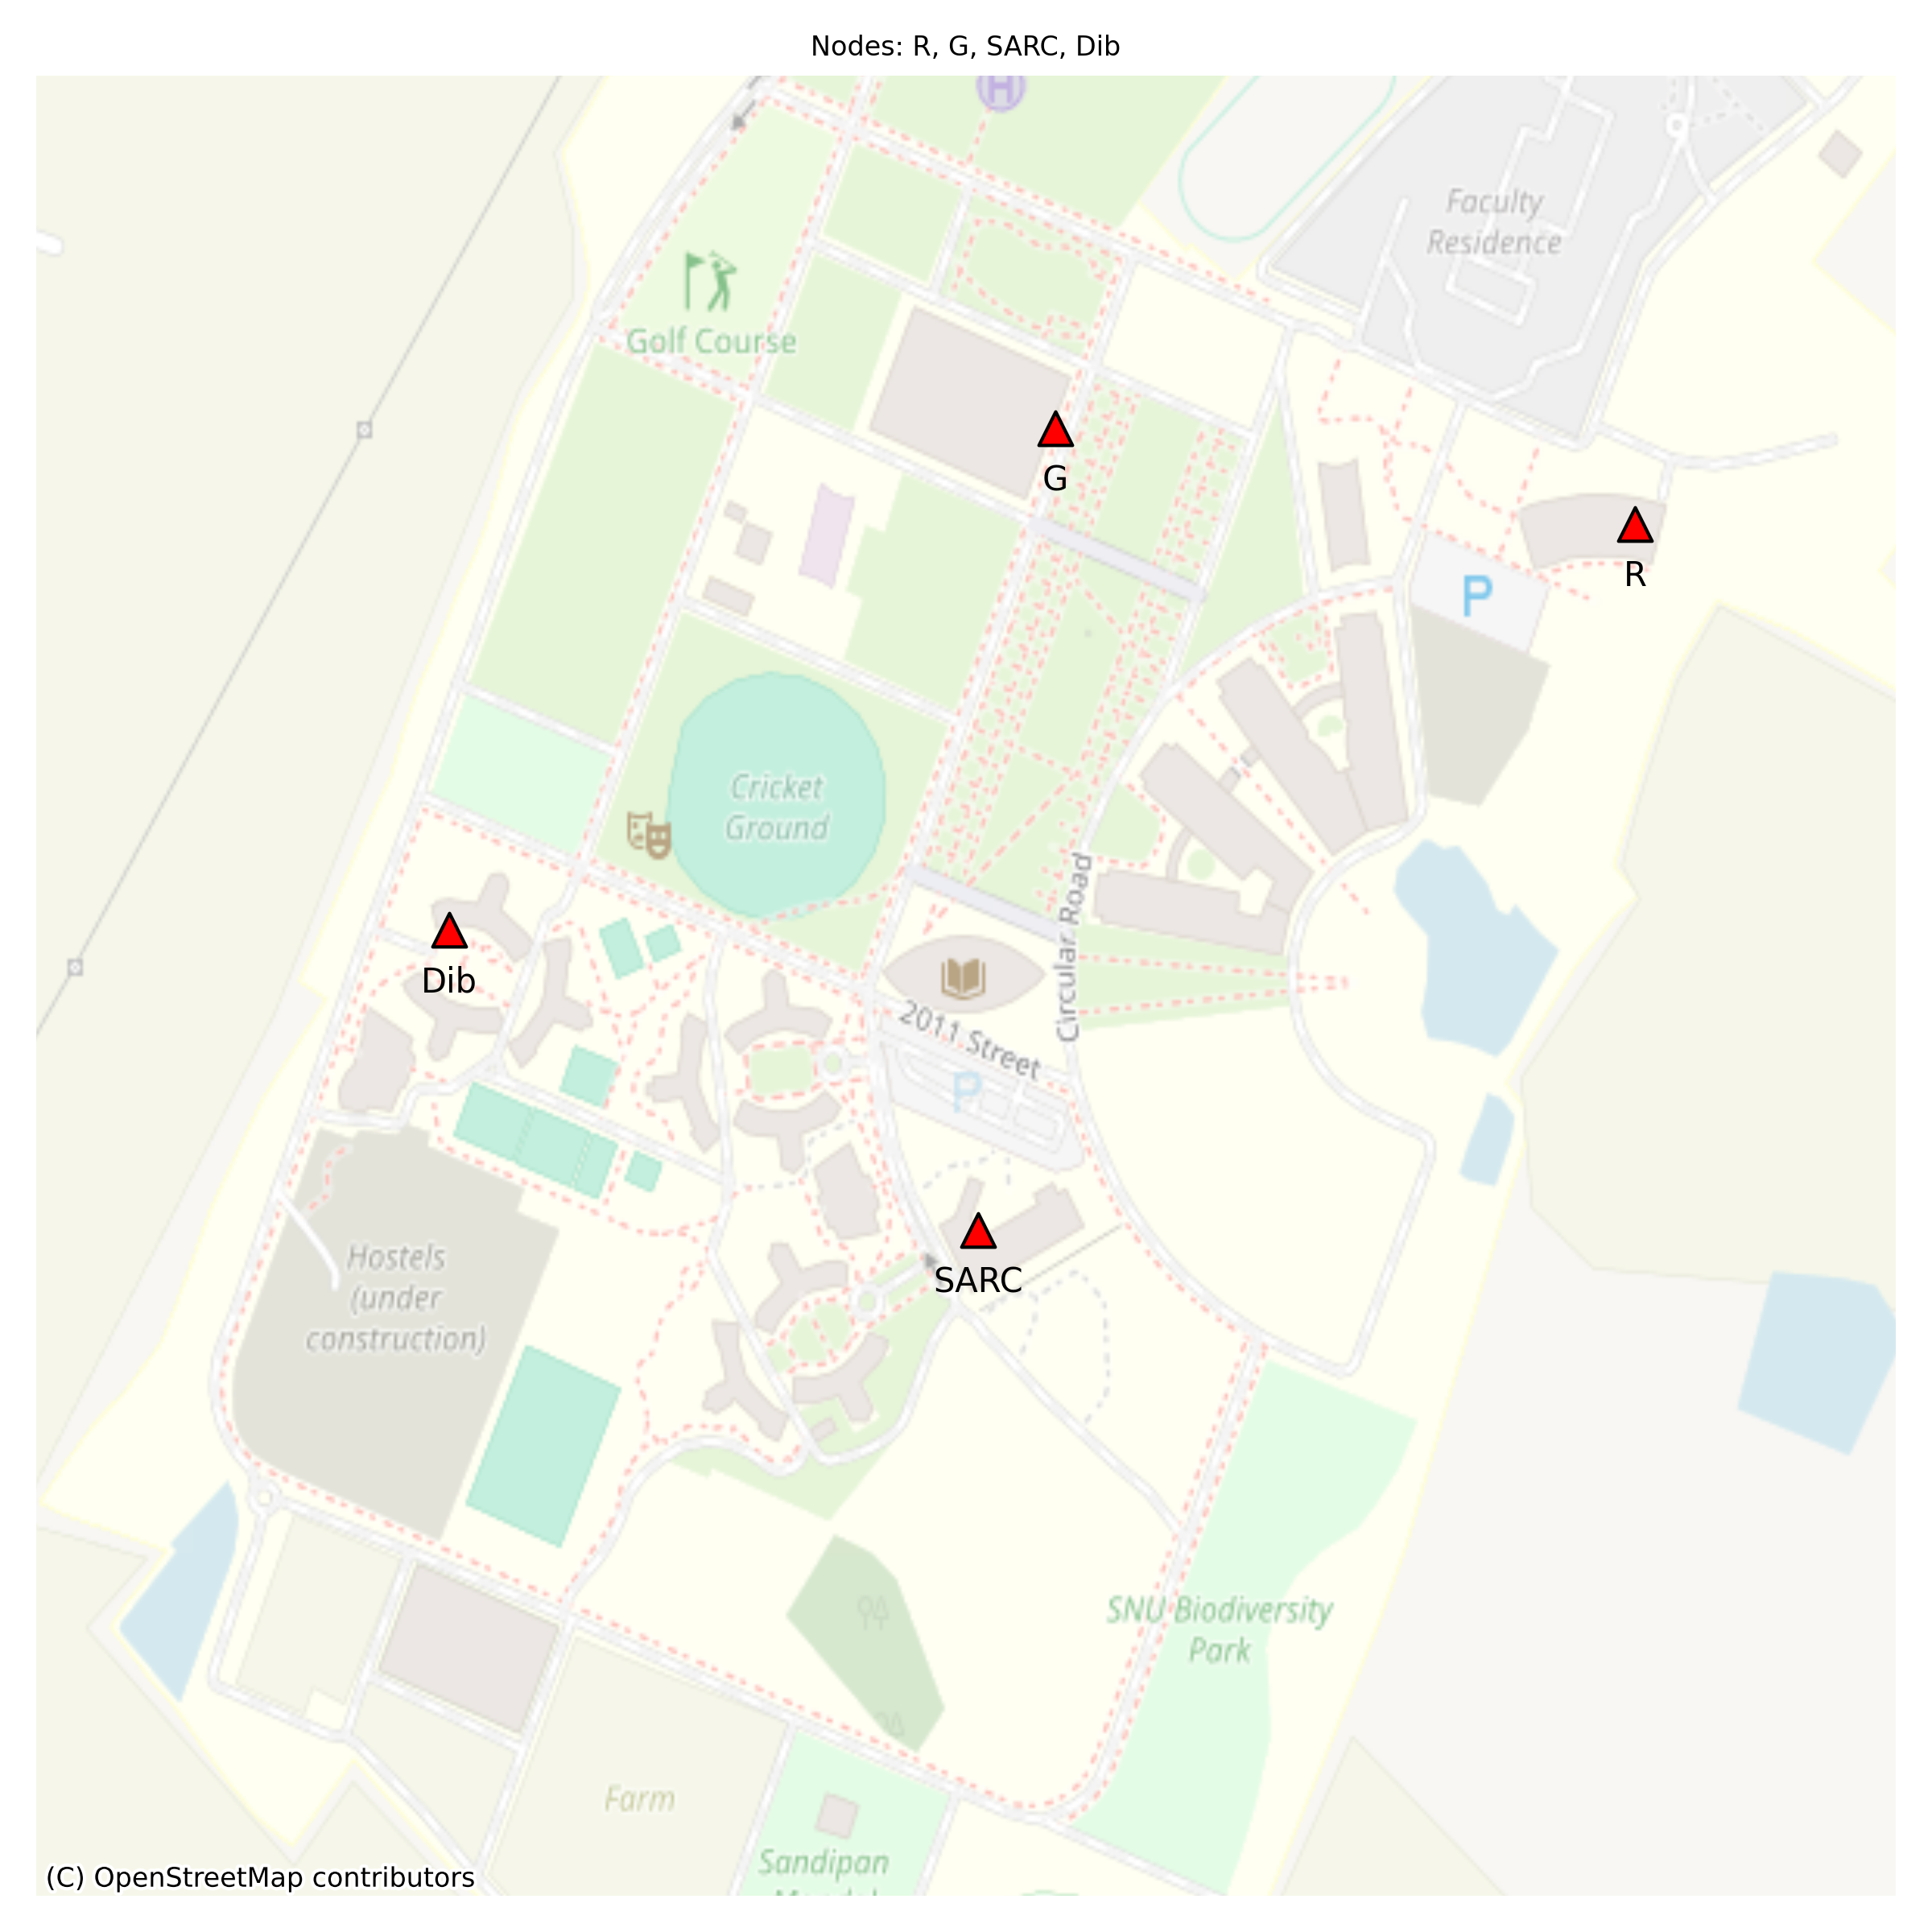 Nodes: R, G, SARC, Dib
H
Faculty
Residence
Golf Course
G
R
P
Cricket
Ground
Dib
Circular Road
2011 Street
P
SARC
Hostels
(under
construction)
SNU Biodiversity
Park
Farm
Sandipan
(C) OpenStreetMap contributors